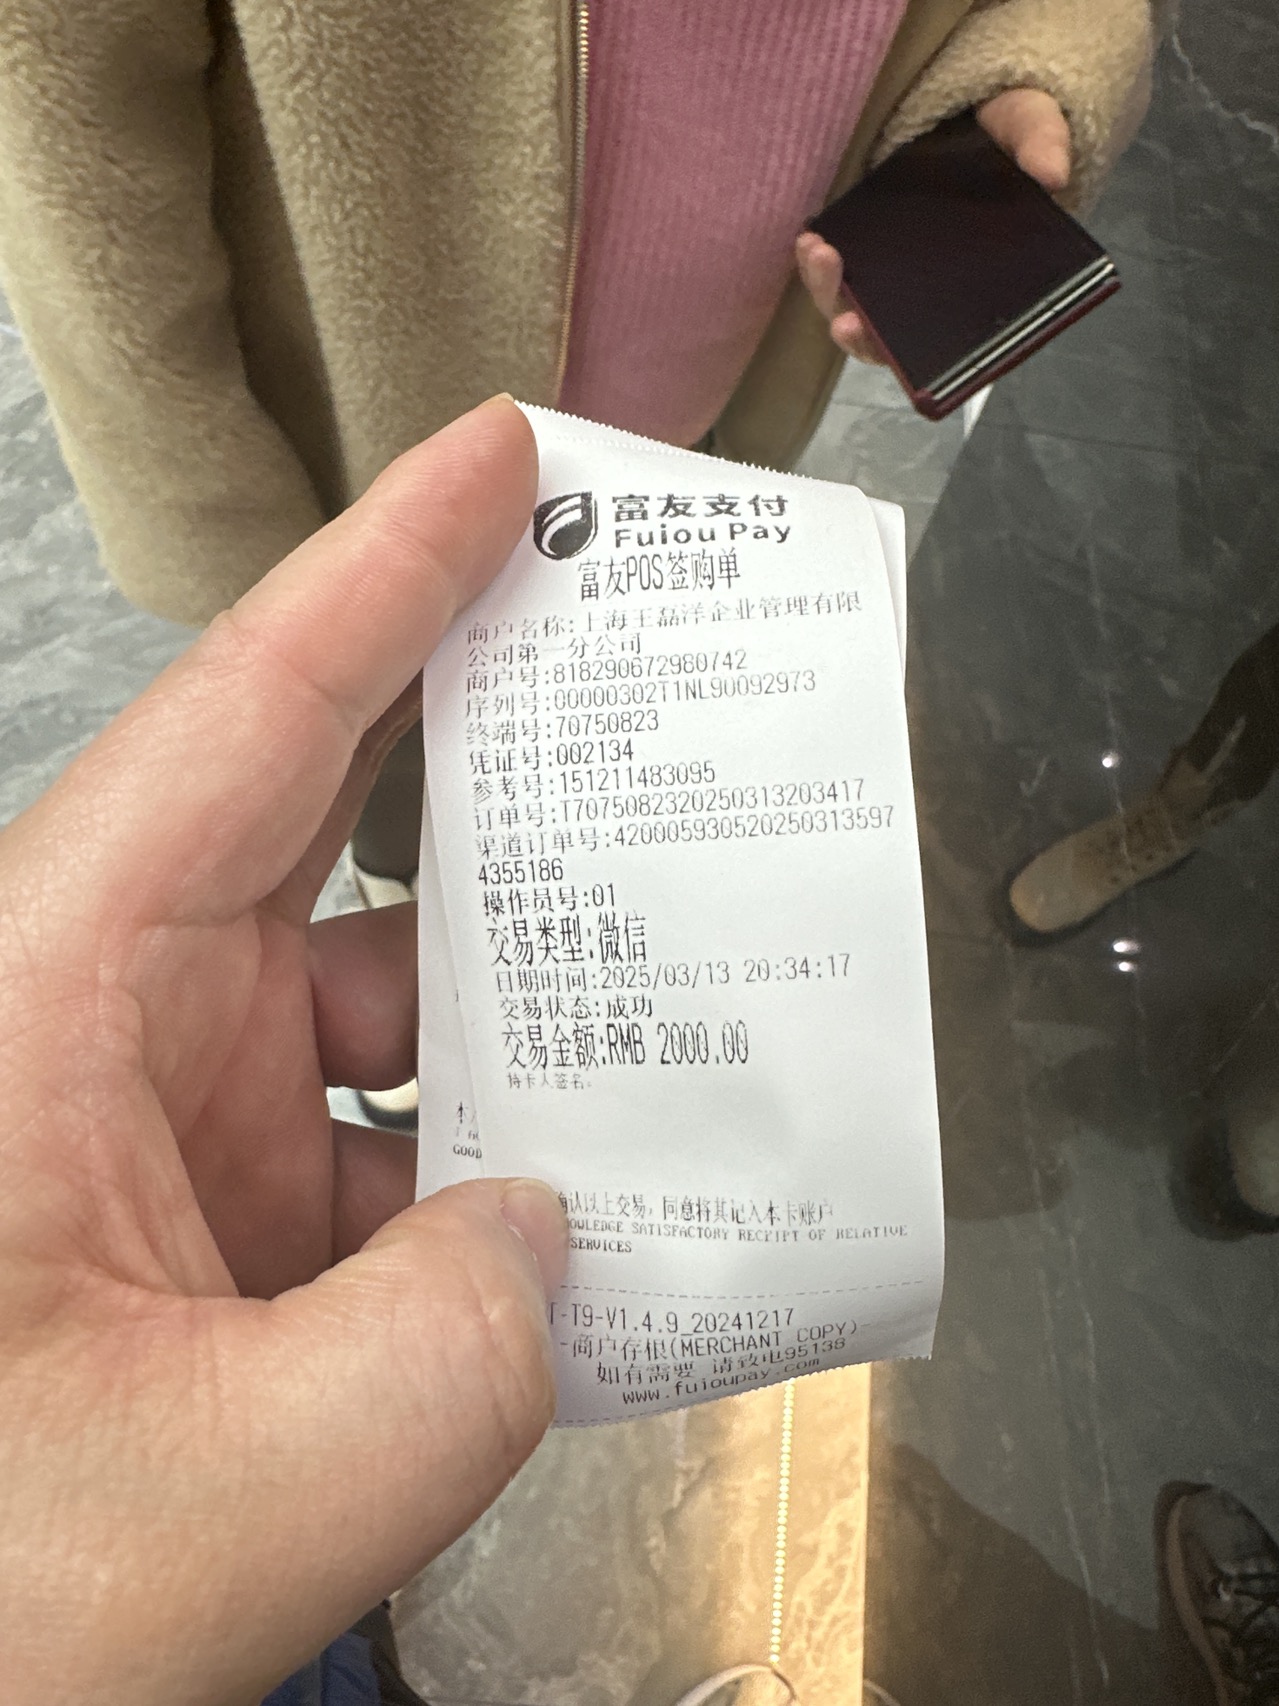 富友支付
Fuiou Pay
富友POS签购单
商户名称:上海王磊洋企业管理有限
公司第一分公司
商户号:818290672980742
序列号:00000302T1NL90092973
终端号:70750823
凭证号:002134
参考号:151211483095
订单号:T7075082320250313203417
渠道订单号:420005930520250313597
4355186
操作员号:01
交易类型:微信
日期时间:2025/03/13 20:34:17
交易状态:成功
交易金额:RMB 2000.00
持卡人签名:
本
GOOD
确认以上交易, 同意将其记入本卡账户
OWLEDGE SATISFACTORY RECEIPT OF RELATIVE
SERVICES
T-T9-V1.4.9_20241217
-商户存根(MERCHANT COPY)-
如有需要 请致电95138
www.fuioupay.com